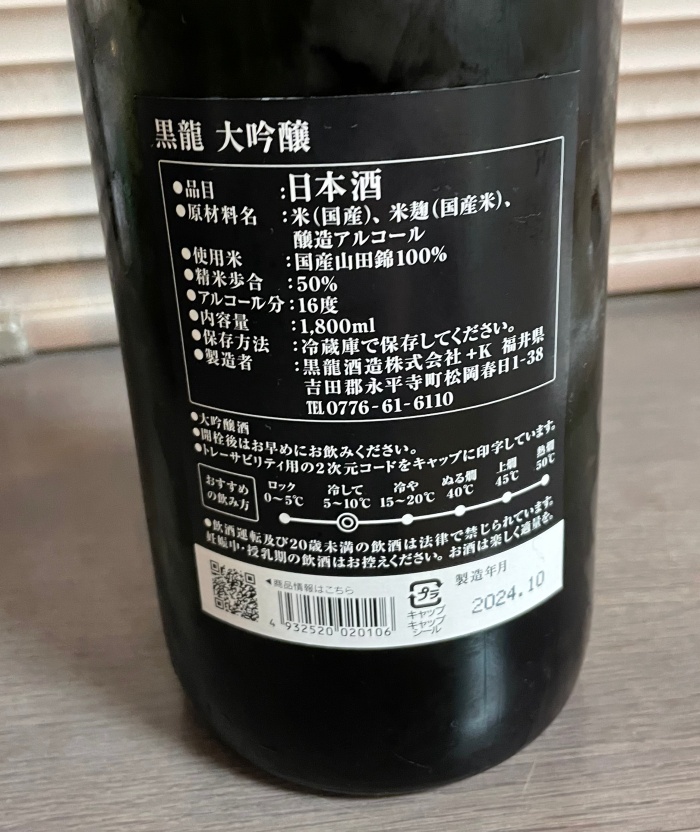 黒龍 大吟醸
●品目 :日本酒
●原材料名 :米(国産)、米麹(国産米)、
醸造アルコール
●使用米 :国産山田錦100%
●精米歩合 :50%
●アルコール分:16度
●内容量 :1,800ml
●保存方法 :冷蔵庫で保存してください。
●製造者 :黒龍酒造株式会社+K 福井県
吉田郡永平寺町松岡春日1-38
℡0776-61-6110
●大吟醸酒
●開栓後はお早めにお飲みください。
●トレーサビリティ用の2次元コードをキャップに印字しています。
おすすめ
の飲み方
ロック 冷して 冷や ぬる燗 上燗 熱燗
0~5℃ 5~10℃ 15~20℃ 40℃ 45℃ 50℃
●飲酒運転及び20歳未満の飲酒は法律で禁じられています。
妊娠中・授乳期の飲酒はお控えください。お酒は楽しく適量を。
◀商品情報はこちら
4 932520 020106
プラ
キャップ
キャップ
シール
製造年月
2024.10